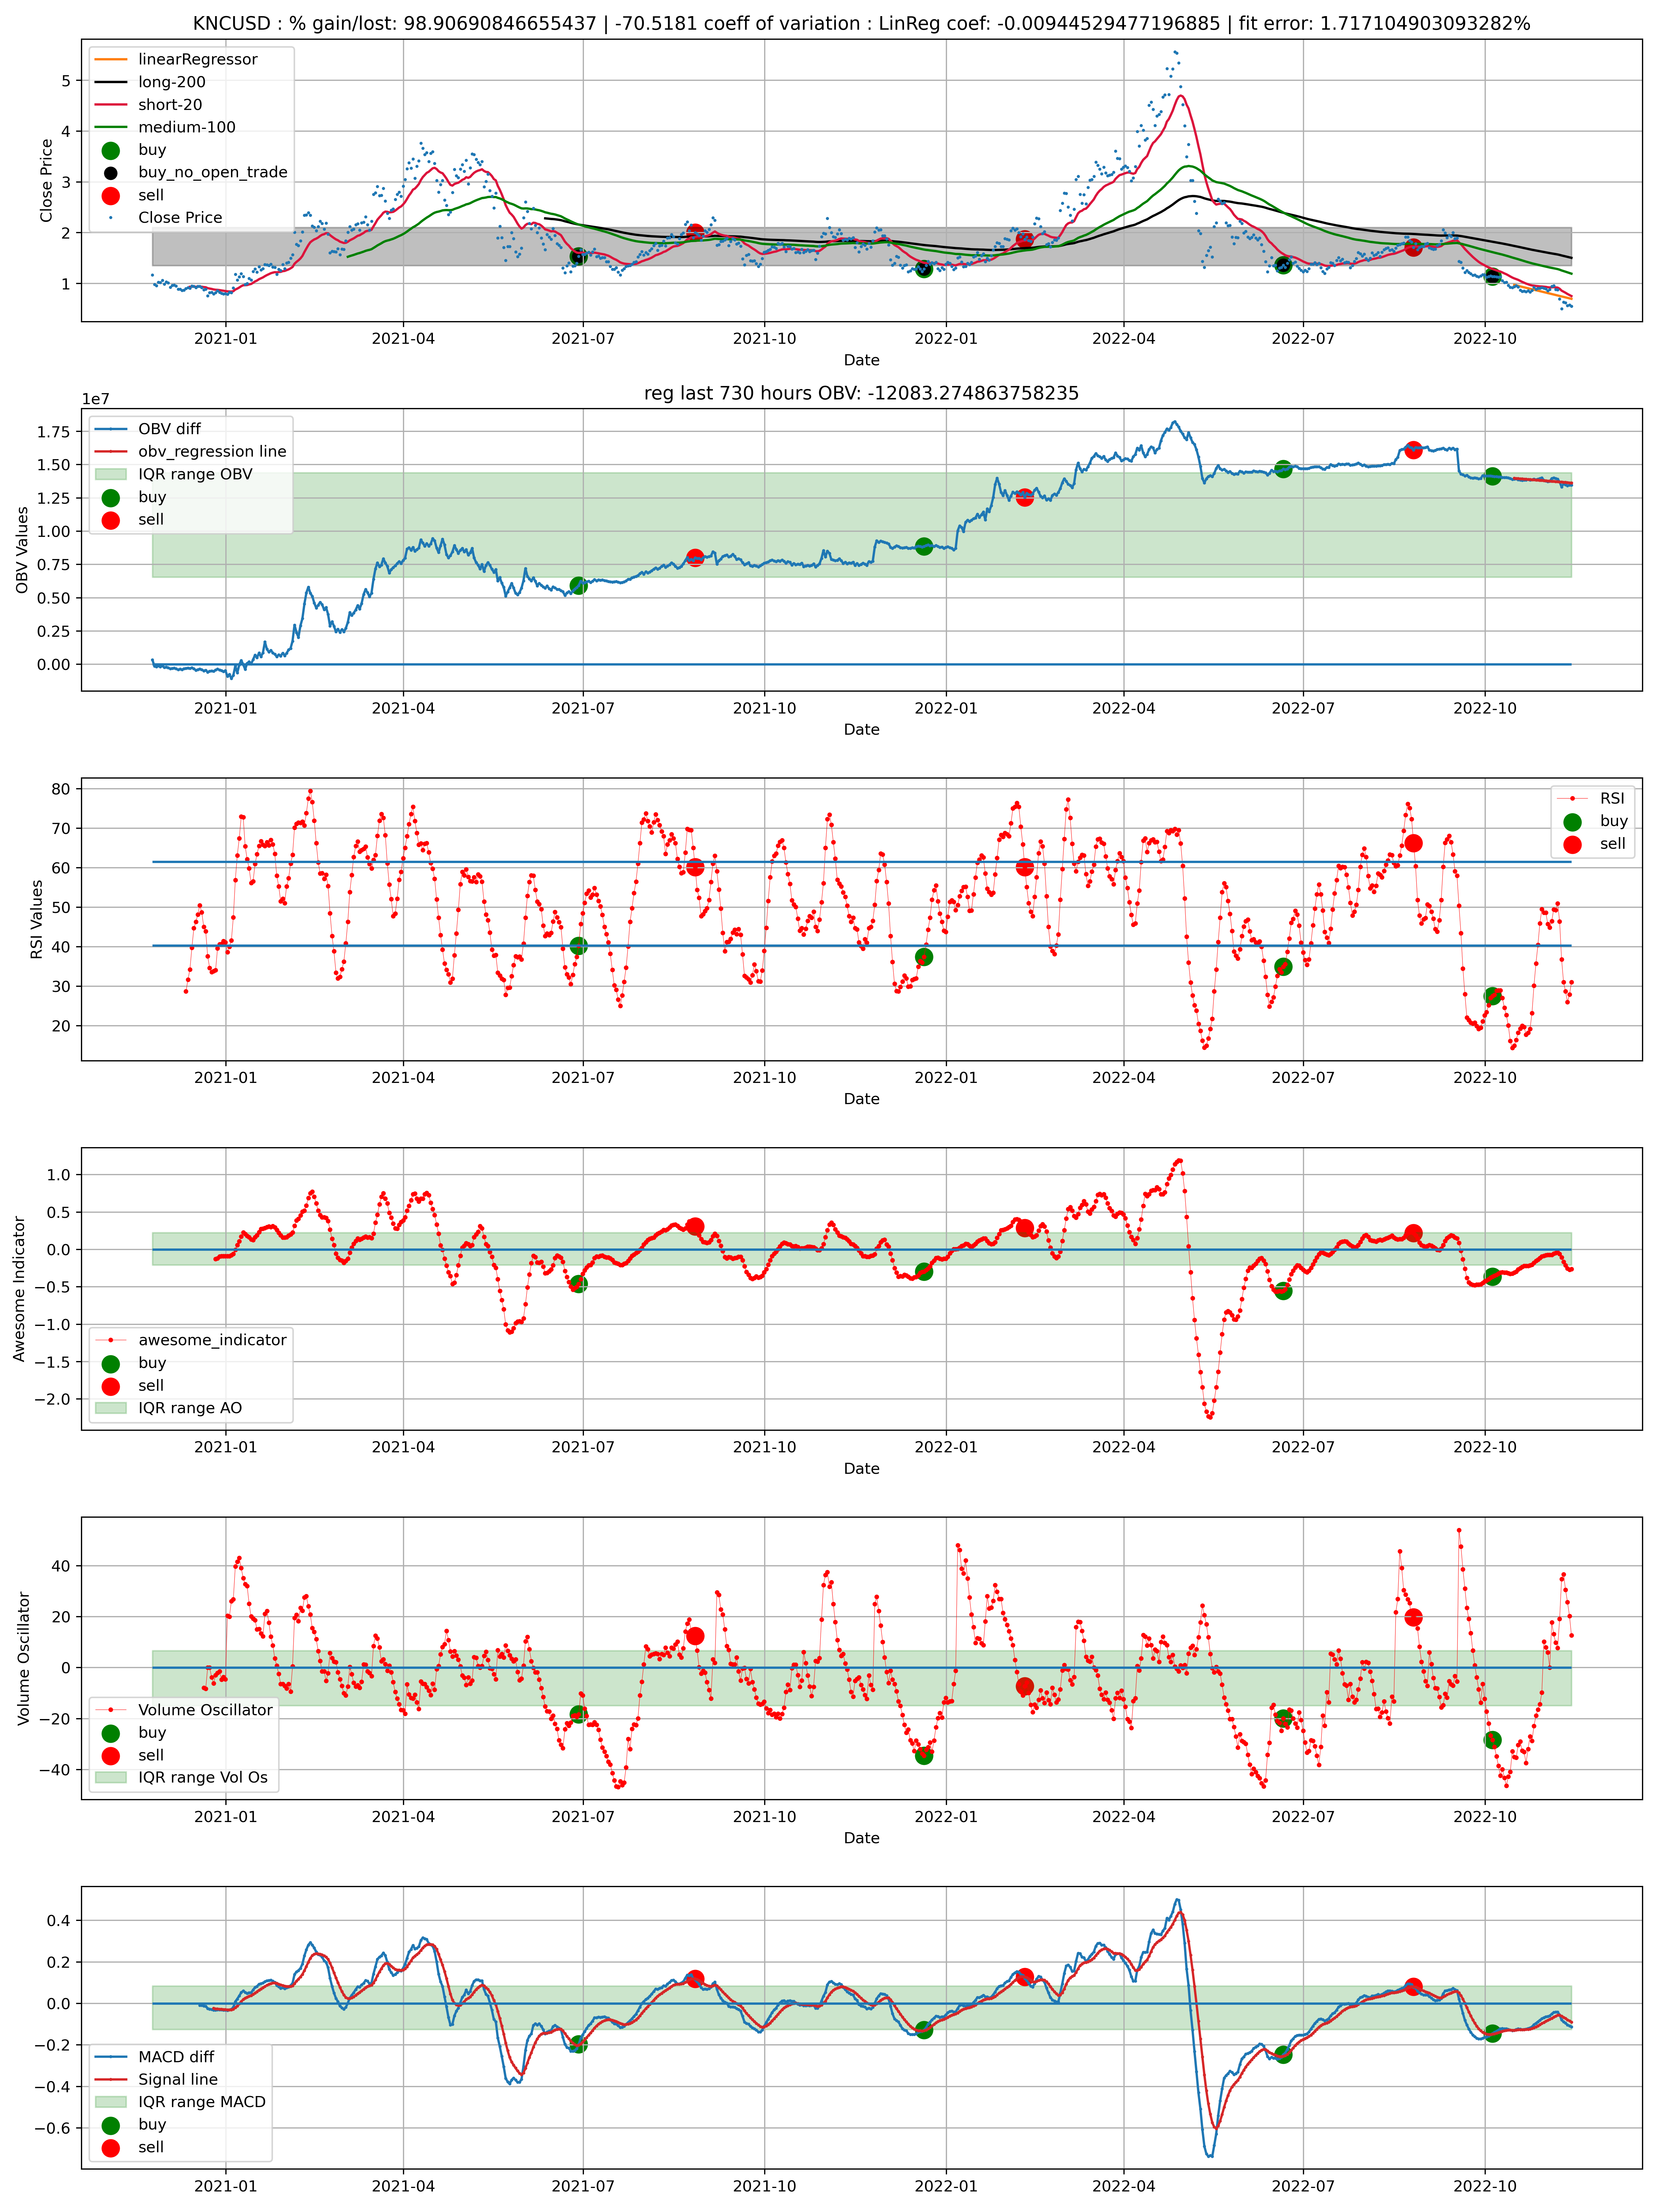 KNCUSD : % gain/lost: 98.90690846655437 | -70.5181 coeff of variation : LinReg coef: -0.00944529477196885 | fit error: 1.717104903093282%
linearRegressor
long-200
short-20
medium-100
buy
buy_no_open_trade
sell
Close Price
Close Price
5
4
3
2
1
2021-01 2021-04 2021-07 2021-10 2022-01 2022-04 2022-07 2022-10
Date
reg last 730 hours OBV: -12083.274863758235
1e7
OBV diff
obv_regression line
IQR range OBV
buy
sell
OBV Values
1.75
1.50
1.25
1.00
0.75
0.50
0.25
0.00
2021-01 2021-04 2021-07 2021-10 2022-01 2022-04 2022-07 2022-10
Date
RSI
buy
sell
RSI Values
80
70
60
50
40
30
20
2021-01 2021-04 2021-07 2021-10 2022-01 2022-04 2022-07 2022-10
Date
Awesome Indicator
1.0
0.5
0.0
−0.5
−1.0
−1.5
−2.0
awesome_indicator
buy
sell
IQR range AO
2021-01 2021-04 2021-07 2021-10 2022-01 2022-04 2022-07 2022-10
Date
Volume Oscillator
40
20
0
−20
−40
Volume Oscillator
buy
sell
IQR range Vol Os
2021-01 2021-04 2021-07 2021-10 2022-01 2022-04 2022-07 2022-10
Date
0.4
0.2
0.0
−0.2
−0.4
−0.6
MACD diff
Signal line
IQR range MACD
buy
sell
2021-01 2021-04 2021-07 2021-10 2022-01 2022-04 2022-07 2022-10